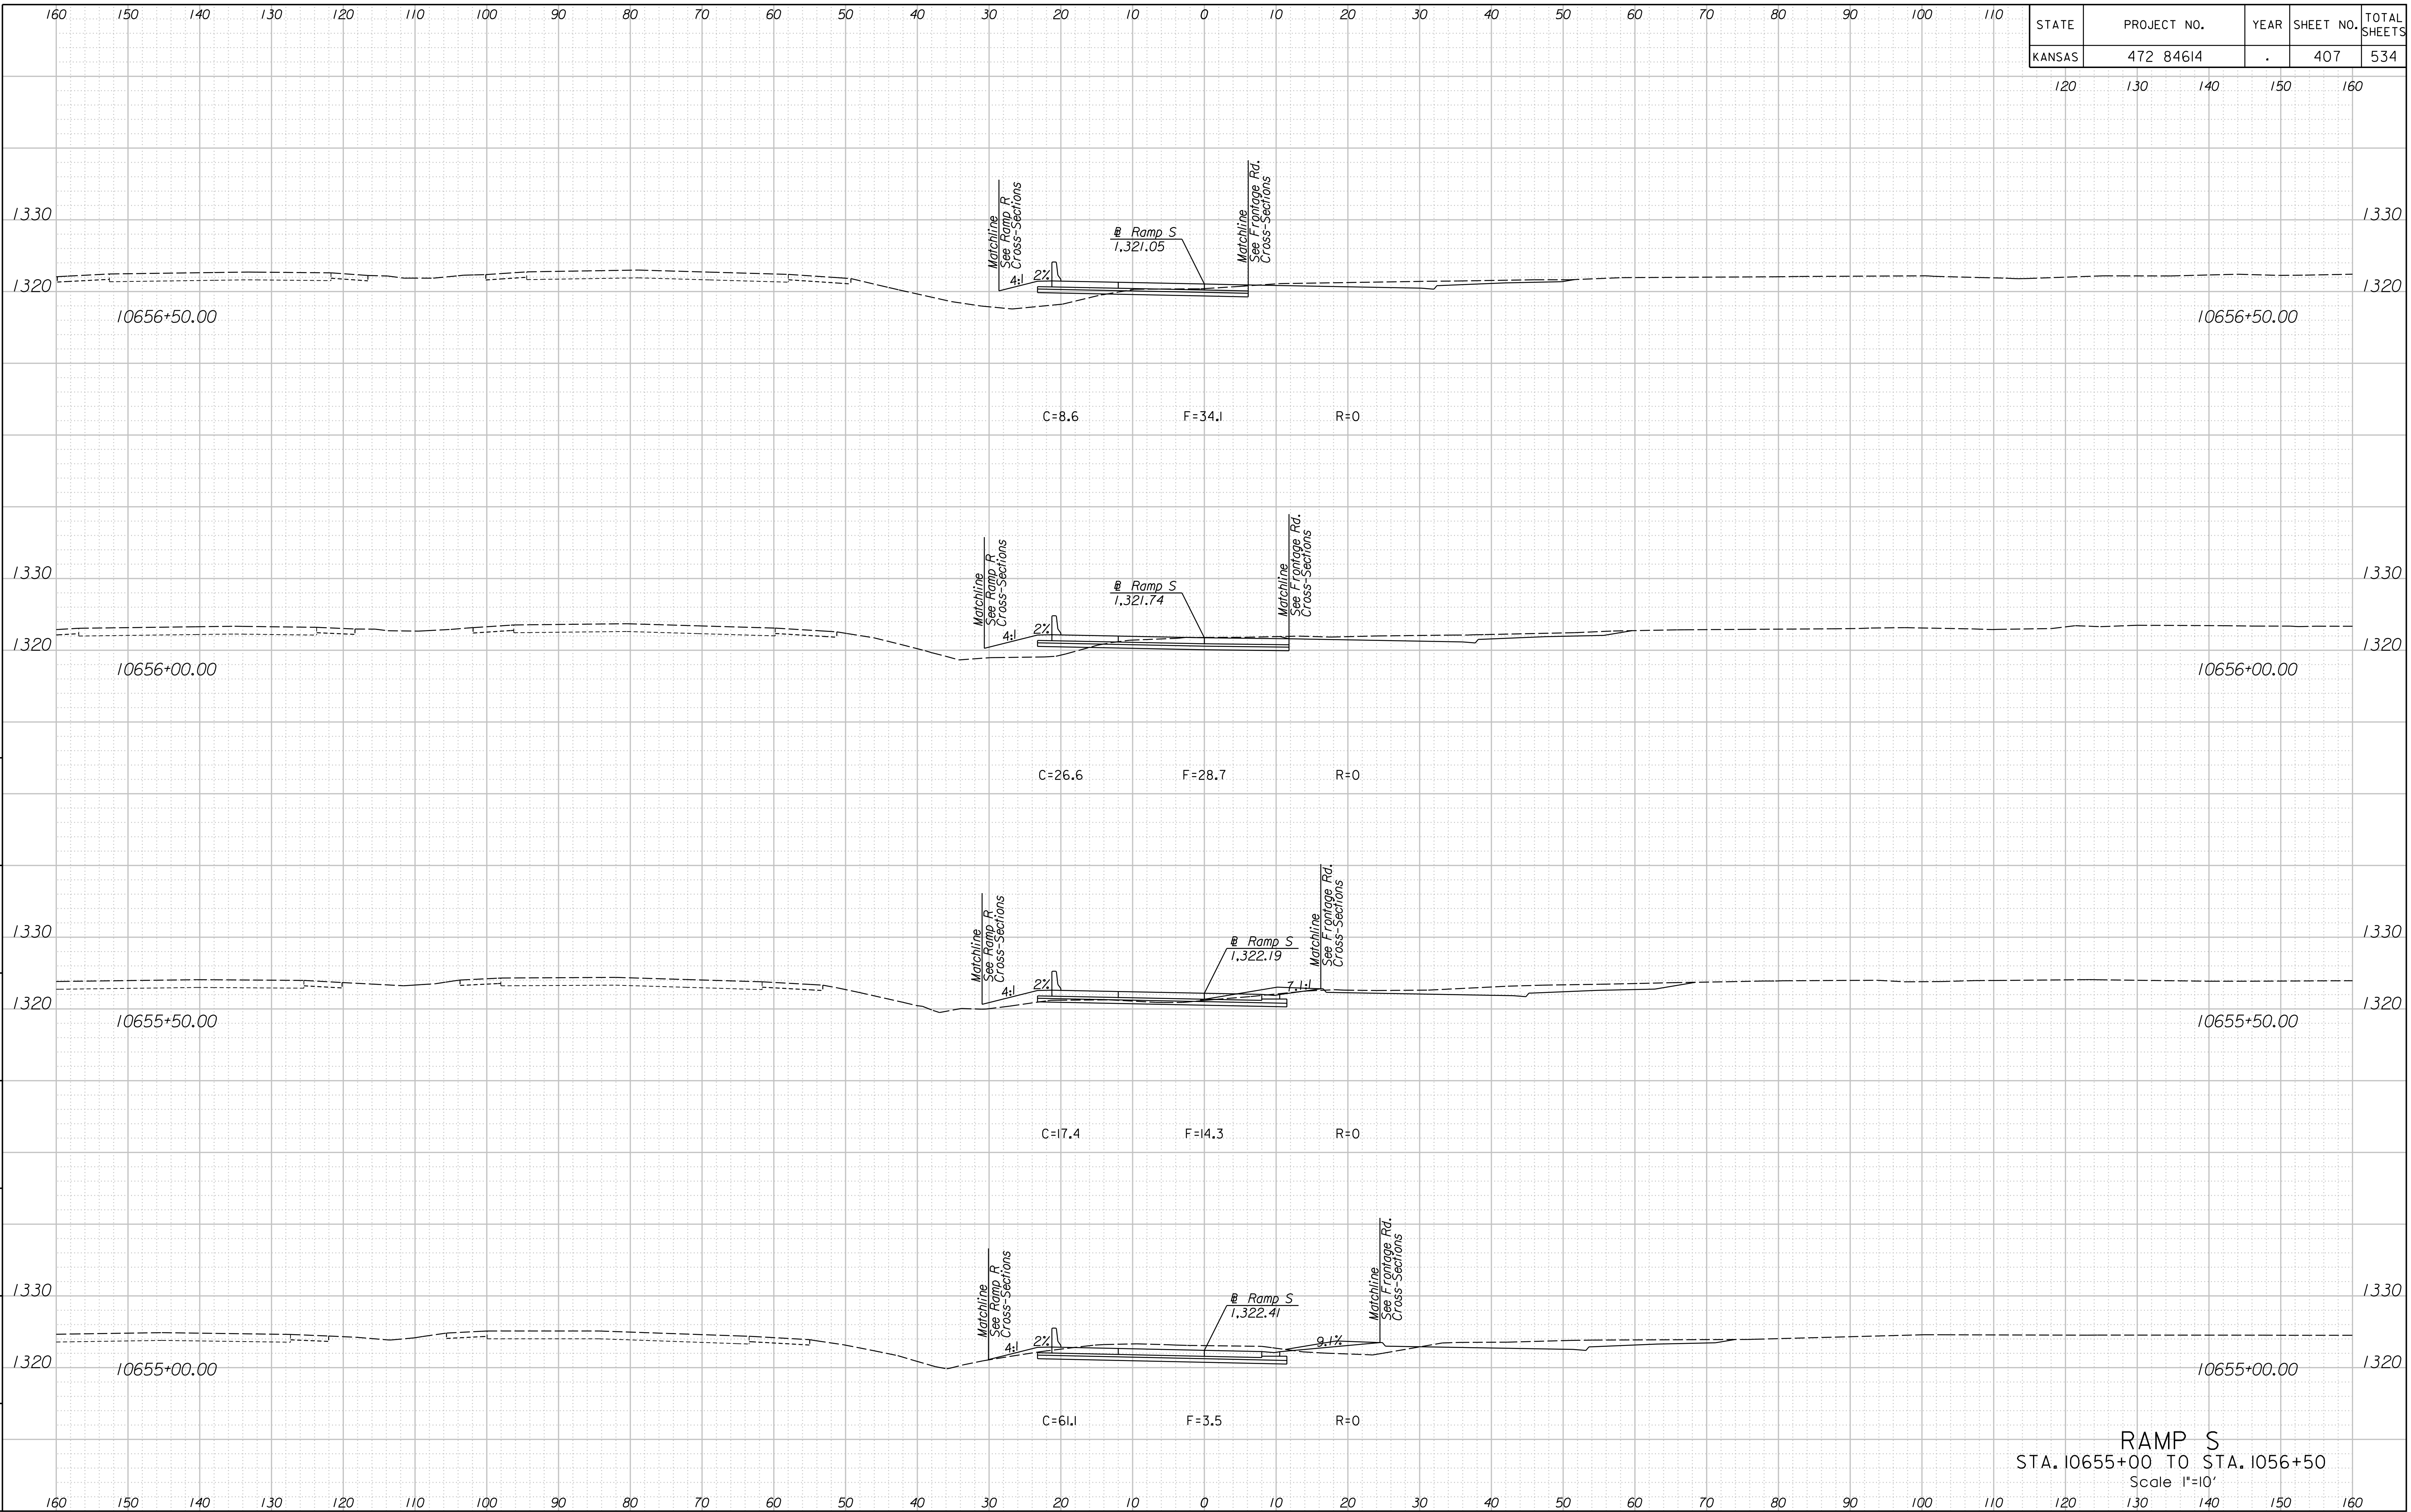 160 150 140 130 120 110 100 90 80 70 60 50 40 30 20 10 0 10 20 30 40 50 60 70 80 90 100 110
STATE PROJECT NO. YEAR SHEET NO. TOTAL SHEETS
KANSAS 472 84614 . 407 534
120 130 140 150 160
Matchline
See Ramp R
Cross-Sections
Matchline
See Frontage Rd.
Cross-Sections
1330 1330
℄ Ramp S
1,321.05
4:1 2%
1320 1320
10656+50.00 10656+50.00
C=8.6 F=34.1 R=0
Matchline
See Ramp R
Cross-Sections
Matchline
See Frontage Rd.
Cross-Sections
1330 1330
℄ Ramp S
1,321.74
4:1 2%
1320 1320
10656+00.00 10656+00.00
C=26.6 F=28.7 R=0
Matchline
See Ramp R
Cross-Sections
Matchline
See Frontage Rd.
Cross-Sections
1330 1330
℄ Ramp S
1,322.19
4:1 2% 7.1:1
1320 1320
10655+50.00 10655+50.00
C=17.4 F=14.3 R=0
Matchline
See Ramp R
Cross-Sections
Matchline
See Frontage Rd.
Cross-Sections
1330 1330
℄ Ramp S
1,322.41
4:1 2% 9.1%
1320 1320
10655+00.00 10655+00.00
C=61.1 F=3.5 R=0
RAMP S
STA. 10655+00 TO STA. 1056+50
Scale 1"=10'
160 150 140 130 120 110 100 90 80 70 60 50 40 30 20 10 0 10 20 30 40 50 60 70 80 90 100 110 120 130 140 150 160